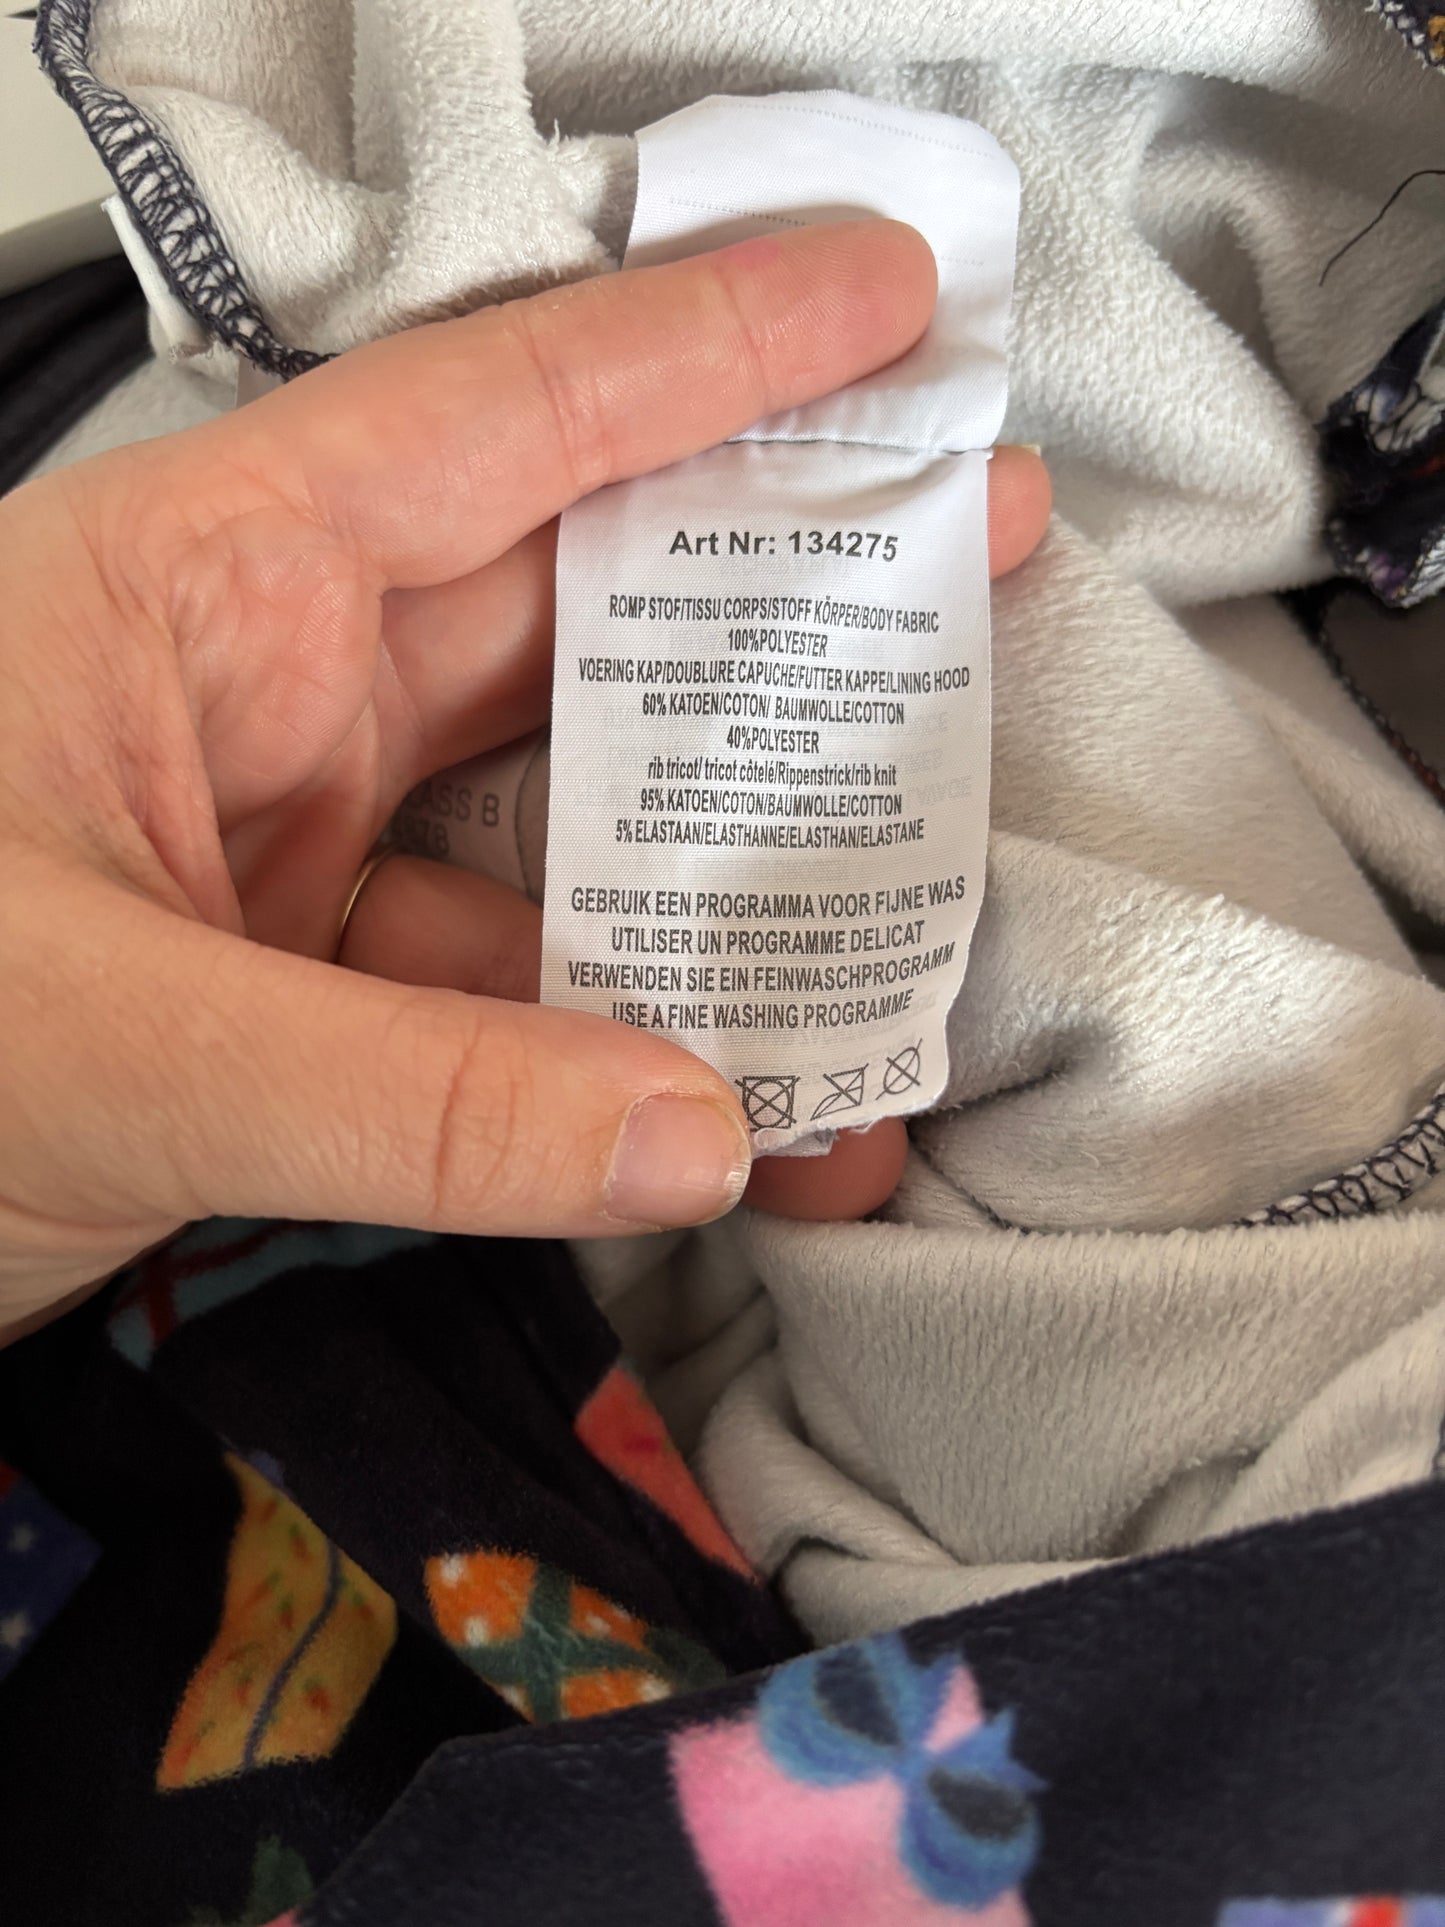 Art Nr: 134275
ROMP STOF/TISSU CORPS/STOFF KÖRPER/BODY FABRIC
100%POLYESTER
VOERING KAP/DOUBLURE CAPUCHE/FUTTER KAPPE/LINING HOOD
60% KATOEN/COTON/ BAUMWOLLE/COTTON
40%POLYESTER
rib tricot/ tricot côtelé/Rippenstrick/rib knit
95% KATOEN/COTON/BAUMWOLLE/COTTON
5% ELASTAAN/ELASTHANNE/ELASTHAN/ELASTANE
GEBRUIK EEN PROGRAMMA VOOR FIJNE WAS
UTILISER UN PROGRAMME DELICAT
VERWENDEN SIE EIN FEINWASCHPROGRAMM
USE A FINE WASHING PROGRAMME
B